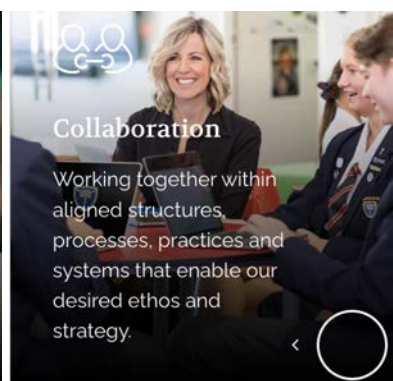 Collaboration
Working together within
aligned structures,
processes, practices and
systems that enable our
desired ethos and
strategy.